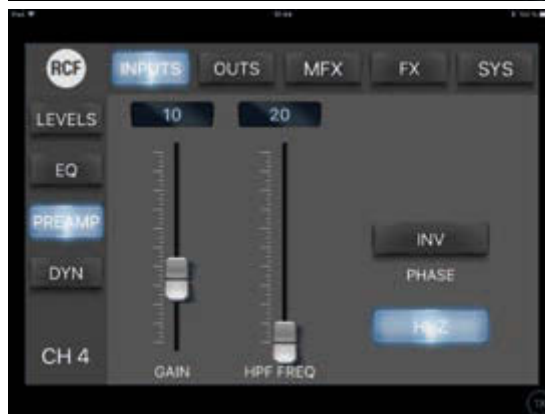 RCF
INPUTS OUTS MFX FX SYS
LEVELS
10 20
EQ
PREAMP
INV
DYN
PHASE
HI-Z
CH 4
GAIN HPF FREQ